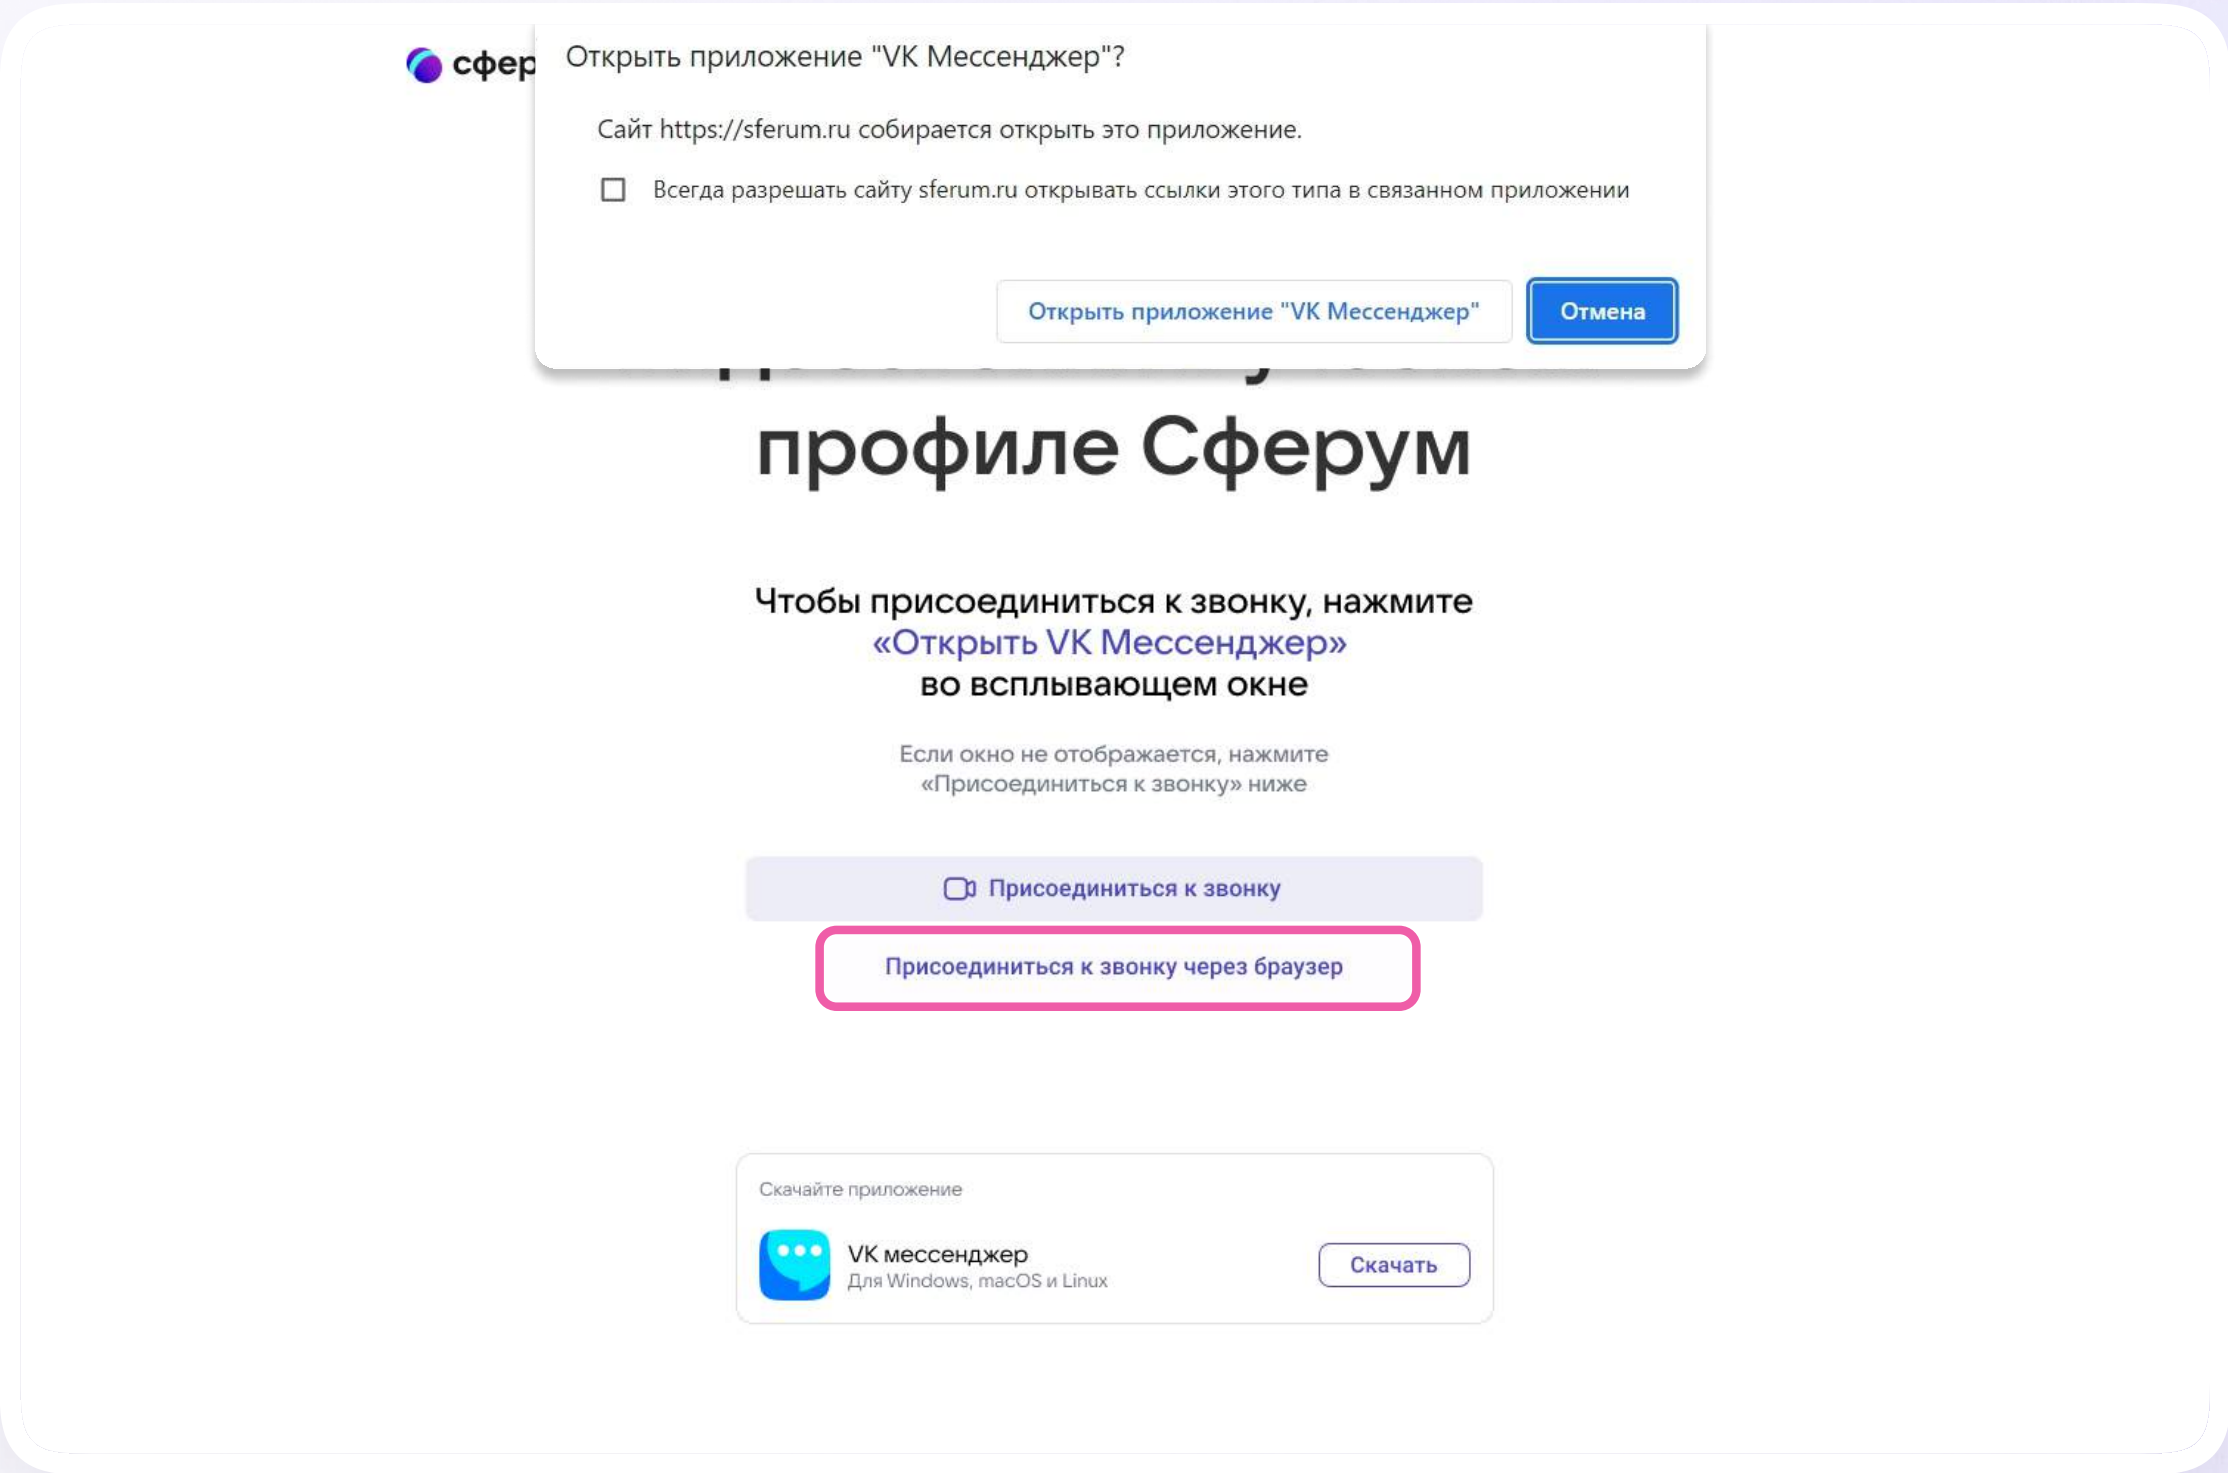 сфер
Открыть приложение "VK Мессенджер"?
Сайт https://sferum.ru собирается открыть это приложение.
Всегда разрешать сайту sferum.ru открывать ссылки этого типа в связанном приложении
Открыть приложение "VK Мессенджер"
Отмена
профиле Сферум
Чтобы присоединиться к звонку, нажмите
«Открыть VK Мессенджер»
во всплывающем окне
Если окно не отображается, нажмите
«Присоединиться к звонку» ниже
Присоединиться к звонку
Присоединиться к звонку через браузер
Скачайте приложение
VK мессенджер
Для Windows, macOS и Linux
Скачать